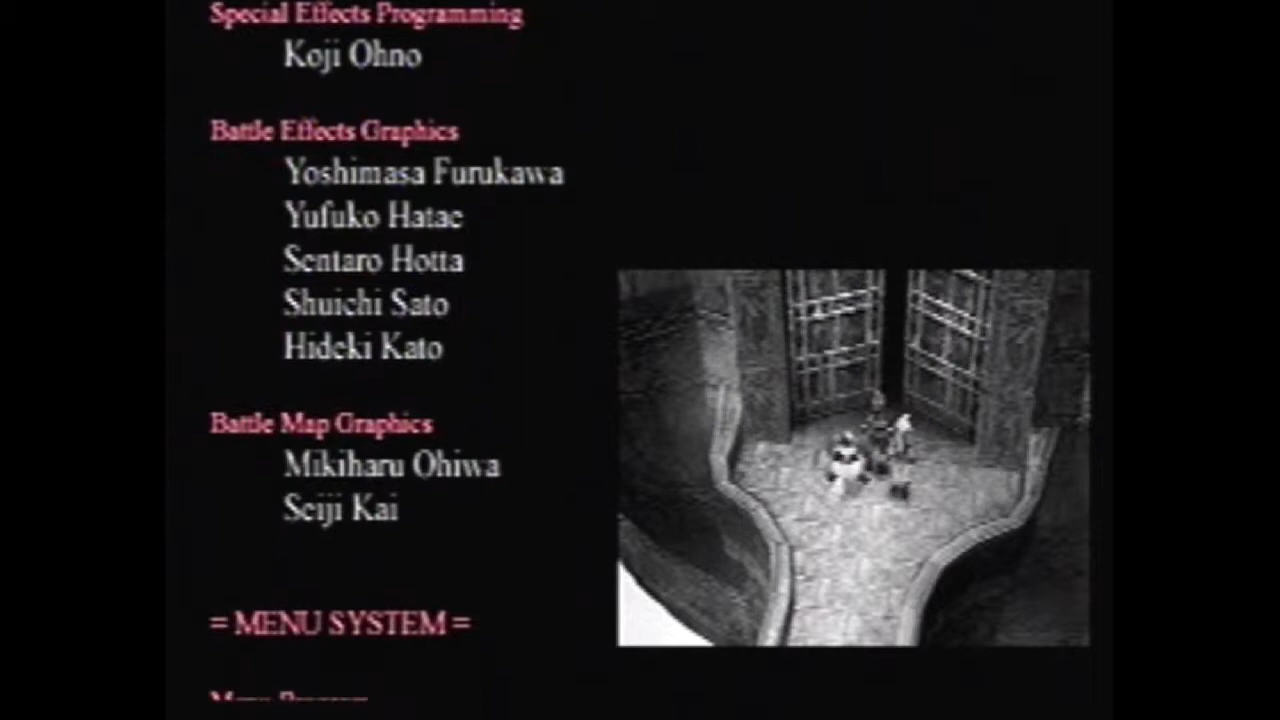 Special Effects Programming
Koji Ohno
Battle Effects Graphics
Yoshimasa Furukawa
Yufuko Hatae
Sentaro Hotta
Shuichi Sato
Hideki Kato
Battle Map Graphics
Mikiharu Ohiwa
Seiji Kai
= MENU SYSTEM =